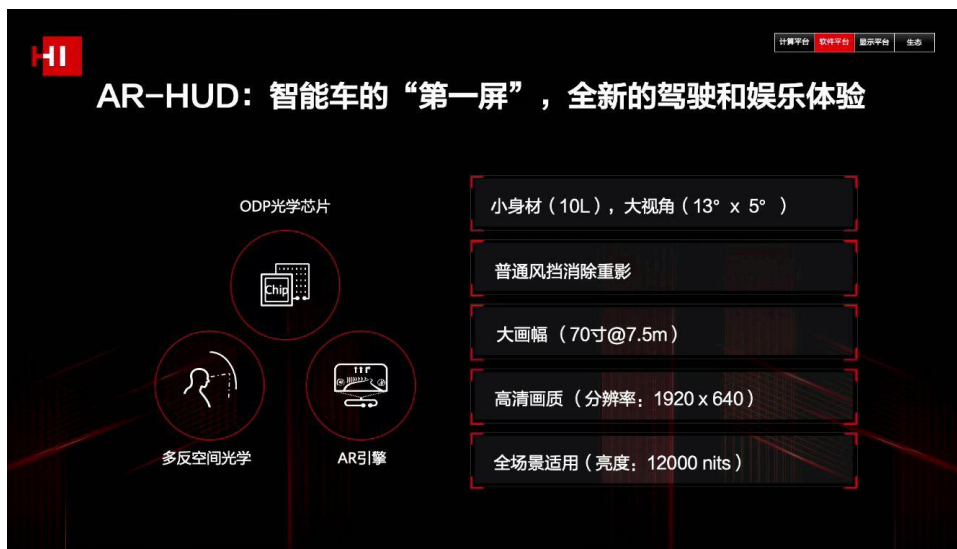 HI
计算平台 软件平台 显示平台 生态
AR-HUD：智能车的“第一屏”，全新的驾驶和娱乐体验
ODP光学芯片
Chip
多反空间光学
AR引擎
小身材（10L），大视角（13° x 5° ）
普通风挡消除重影
大画幅 （70寸@7.5m）
高清画质（分辨率：1920 x 640）
全场景适用（亮度：12000 nits）